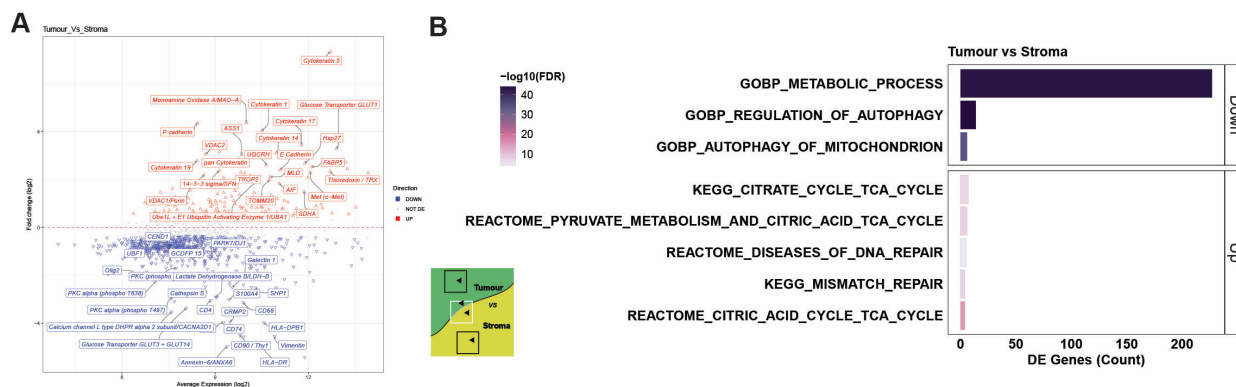 A
Tumour_Vs_Stroma
Cytokeratin 5
Monoamine Oxidase A/MAO-A
Cytokeratin 1
Glucose Transporter GLUT1
P cadherin
ASS1
Cytokeratin 17
VDAC2
Cytokeratin 14
Hsp27
UQCRH
E Cadherin
Cytokeratin 19
pan Cytokeratin
FABP5
MLD
14-3-3 sigma/SFN
TROP2
AIF
Thioredoxin / TRX
VDAC1/Porin
TOMM20
Met (c-Met)
Ube1L + E1 Ubiquitin Activating Enzyme 1/UBA1
SDHA
CEND1
PARK7/DJ1
UBF1
GCDFP 15
Galectin 1
Olig2
PKC (phospho
Lactate Dehydrogenase B/LDH-B
PKC alpha (phospho T638)
Cathepsin S
S100A4
SHP1
PKC alpha (phospho T497)
CD4
CRMP2
CD68
Calcium channel L type DHPR alpha 2 subunit/CACNA2D1
CD74
HLA-DPB1
Glucose Transporter GLUT3 + GLUT14
CD90 / Thy1
Vimentin
Annexin-6/ANXA6
HLA-DR
Fold change (log2)
4
0
-4
6
9
12
Average Expression (log2)
Direction
DOWN
NOT DE
UP
B
Tumour vs Stroma
-log10(FDR)
40
30
20
10
GOBP_METABOLIC_PROCESS
GOBP_REGULATION_OF_AUTOPHAGY
GOBP_AUTOPHAGY_OF_MITOCHONDRION
Down
KEGG_CITRATE_CYCLE_TCA_CYCLE
REACTOME_PYRUVATE_METABOLISM_AND_CITRIC_ACID_TCA_CYCLE
REACTOME_DISEASES_OF_DNA_REPAIR
KEGG_MISMATCH_REPAIR
REACTOME_CITRIC_ACID_CYCLE_TCA_CYCLE
Up
0
50
100
150
200
DE Genes (Count)
Tumour
vs
Stroma